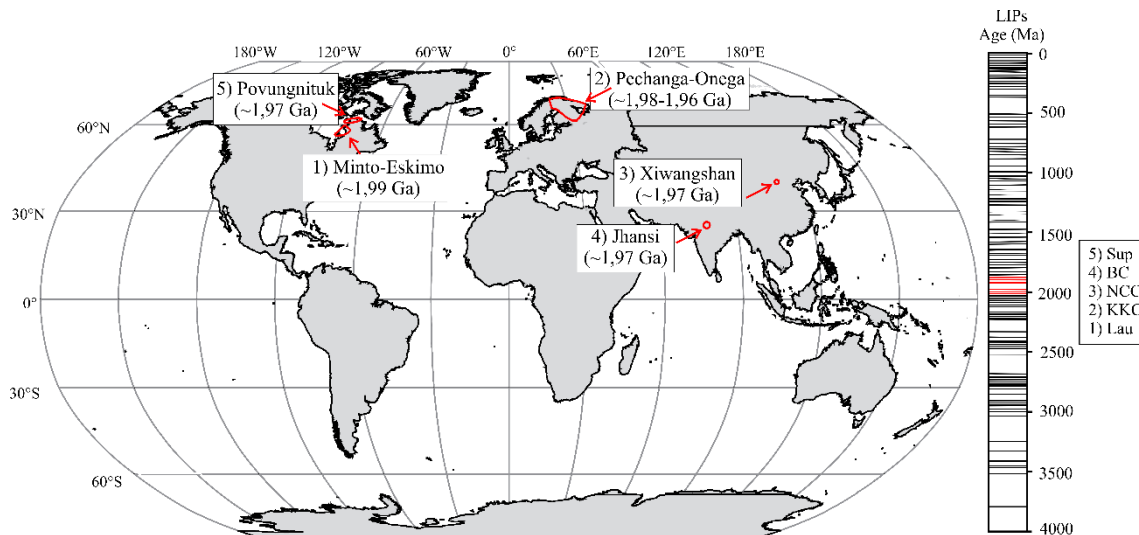 LIPs
Age (Ma)
180°W
120°W
60°W
0°
60°E
120°E
180°E
5) Povungnituk
(~1,97 Ga)
2) Pechanga-Onega
(~1,98-1,96 Ga)
60°N
1) Minto-Eskimo
(~1,99 Ga)
3) Xiwangshan
(~1,97 Ga)
30°N
4) Jhansi
(~1,97 Ga)
0°
30°S
60°S
0
500
1000
1500
2000
2500
3000
3500
4000
5) Sup
4) BC
3) NCC
2) KKC
1) Lau